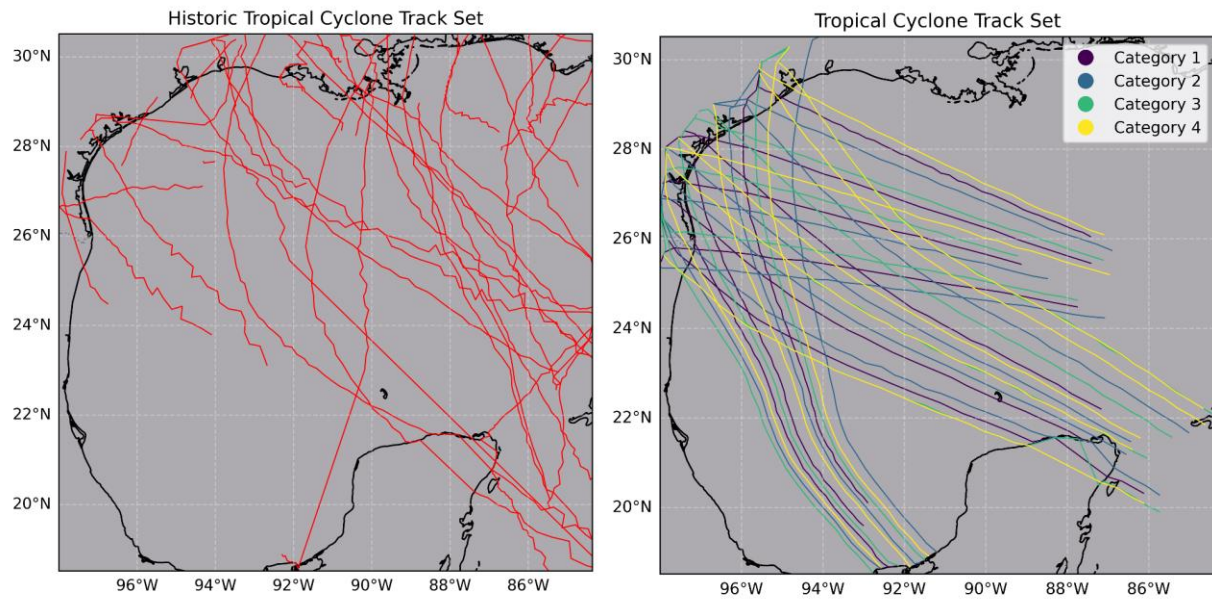 Historic Tropical Cyclone Track Set
30°N
28°N
26°N
24°N
22°N
20°N
96°W 94°W 92°W 90°W 88°W 86°W
Tropical Cyclone Track Set
Category 1
Category 2
Category 3
Category 4
30°N
28°N
26°N
24°N
22°N
20°N
96°W 94°W 92°W 90°W 88°W 86°W